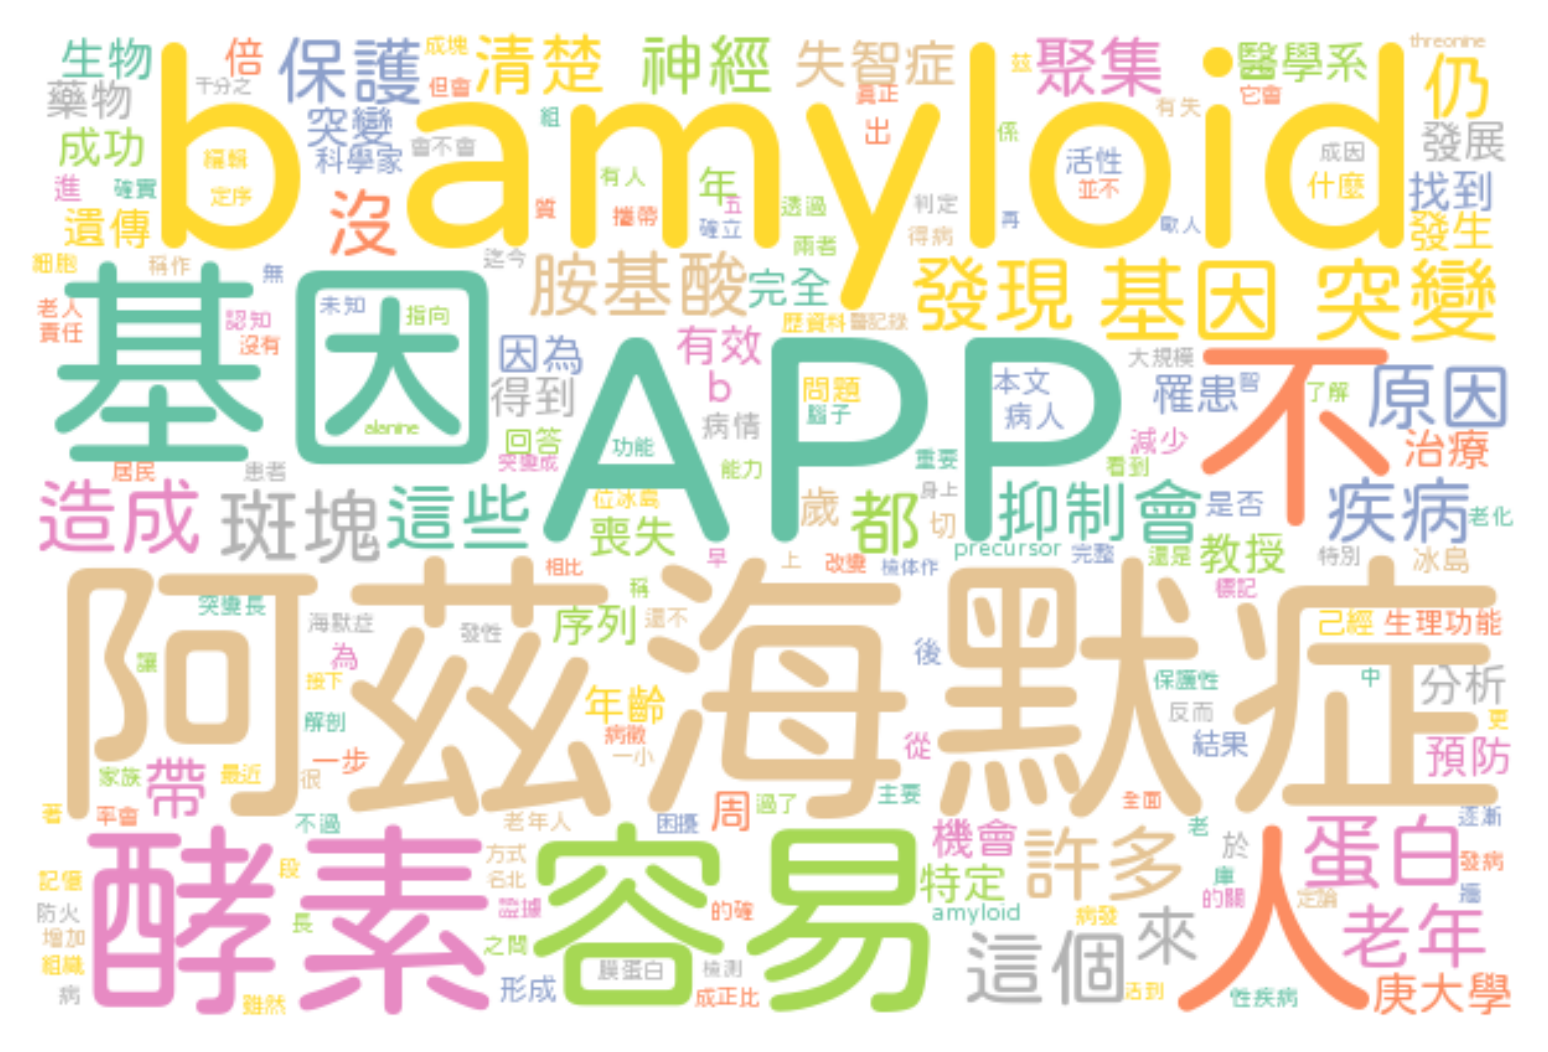 生物 倍 保護 成塊 清楚 神經 失智症 茲 聚集 醫學系 threonine 仍
藥物 千分之 但會 真正 它會
b amyloid
成功 編輯 突變 科學家 會不會 組 出 有失 係 活性 成因 發展
進 確實 定序 沒 質 有人 攜帶 年 五 確立 透過 判定 再 並不 歐人 什麼 找到
遺傳 兩者 得病 發生
細胞 稱作 無 迄今 胺基酸 完全 發現 基因 突變
老人 責任 認知 沒有 未知 指向 歷資料 醫記錄
基因 APP 不
因為 有效 b 得到 病情 問題 腦子 本文 病人 大規模 罹患 智 了解 原因
alanine 回答 突變成 功能 能力 重要 減少 看到 治療
居民 患者
造成 斑塊 這些 位冰島 喪失 歲 都 身上 切 抑制 會 是否 疾病 老化
precursor 完整 還是 教授 特別 冰島
相比 早 上 改變 檢体作 標記
阿茲海默症
突變長 海默症 發性 稱 序列 還不 後 己經 生理功能
讓 為 接下 解剖 年齡 病徵 一小 從 保護性 反而 結果 中 分析 更
家族 帶 最近 很 一步 預防
著 率會 不過 老年人 困擾 周 過了 主要 全面 老 逐漸
酵素 容易 人
段 方式 名北 機會 許多 於 蛋白 發病
記憶 防火 長 證據 的確 特定 amyloid 病發 庫 的關 定論
增加 組織 之間 膜蛋白 檢測 這個 來 老年
病 雖然 形成 成正比 活到 性疾病 庚大學